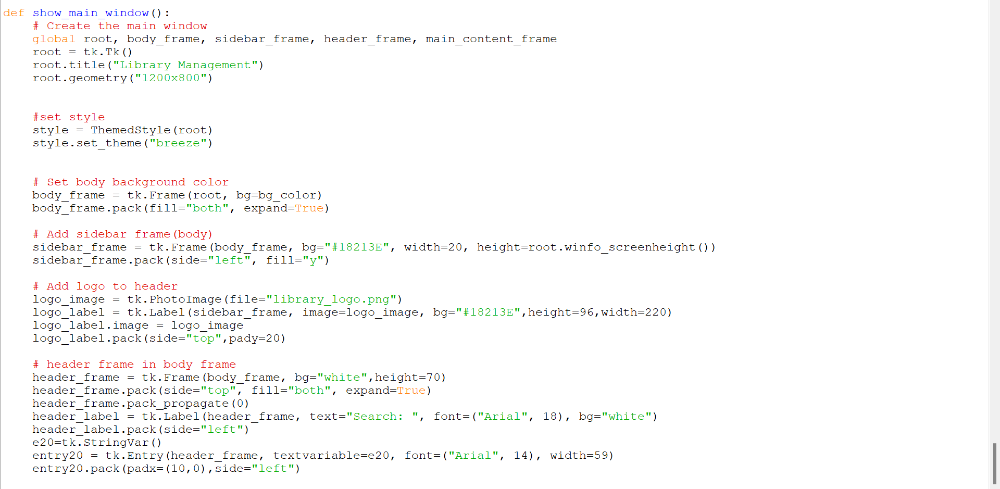 def show_main_window():
    # Create the main window
    global root, body_frame, sidebar_frame, header_frame, main_content_frame
    root = tk.Tk()
    root.title("Library Management")
    root.geometry("1200x800")
    #set style
    style = ThemedStyle(root)
    style.set_theme("breeze")
    # Set body background color
    body_frame = tk.Frame(root, bg=bg_color)
    body_frame.pack(fill="both", expand=True)
    # Add sidebar frame(body)
    sidebar_frame = tk.Frame(body_frame, bg="#18213E", width=20, height=root.winfo_screenheight())
    sidebar_frame.pack(side="left", fill="y")
    # Add logo to header
    logo_image = tk.PhotoImage(file="library_logo.png")
    logo_label = tk.Label(sidebar_frame, image=logo_image, bg="#18213E",height=96,width=220)
    logo_label.image = logo_image
    logo_label.pack(side="top",pady=20)
    # header frame in body frame
    header_frame = tk.Frame(body_frame, bg="white",height=70)
    header_frame.pack(side="top", fill="both", expand=True)
    header_frame.pack_propagate(0)
    header_label = tk.Label(header_frame, text="Search: ", font=("Arial", 18), bg="white")
    header_label.pack(side="left")
    e20=tk.StringVar()
    entry20 = tk.Entry(header_frame, textvariable=e20, font=("Arial", 14), width=59)
    entry20.pack(padx=(10,0),side="left")